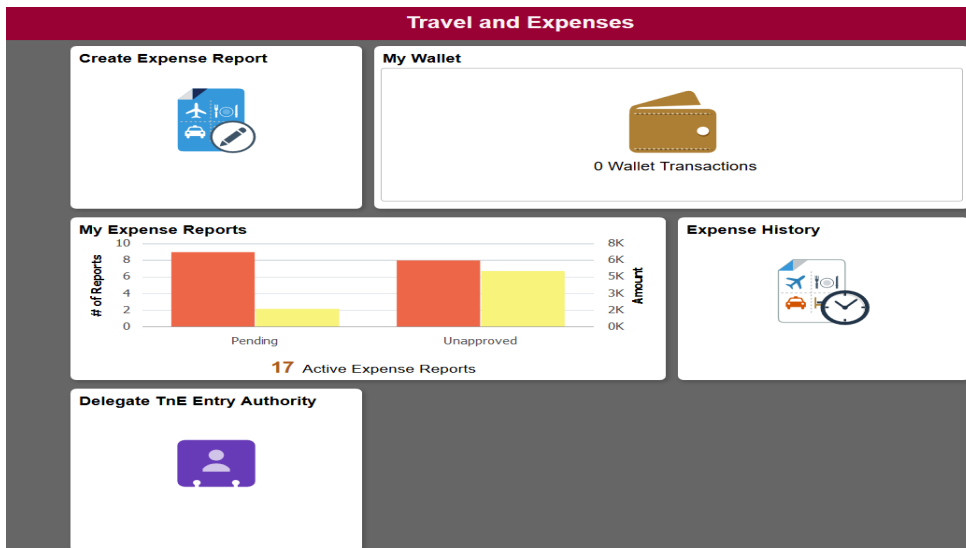 Travel and Expenses
Create Expense Report
My Wallet
0 Wallet Transactions
My Expense Reports
10
8
6
4
2
0
# of Reports
8K
6K
5K
3K
2K
0K
Amount
Pending
Unapproved
17 Active Expense Reports
Expense History
Delegate TnE Entry Authority